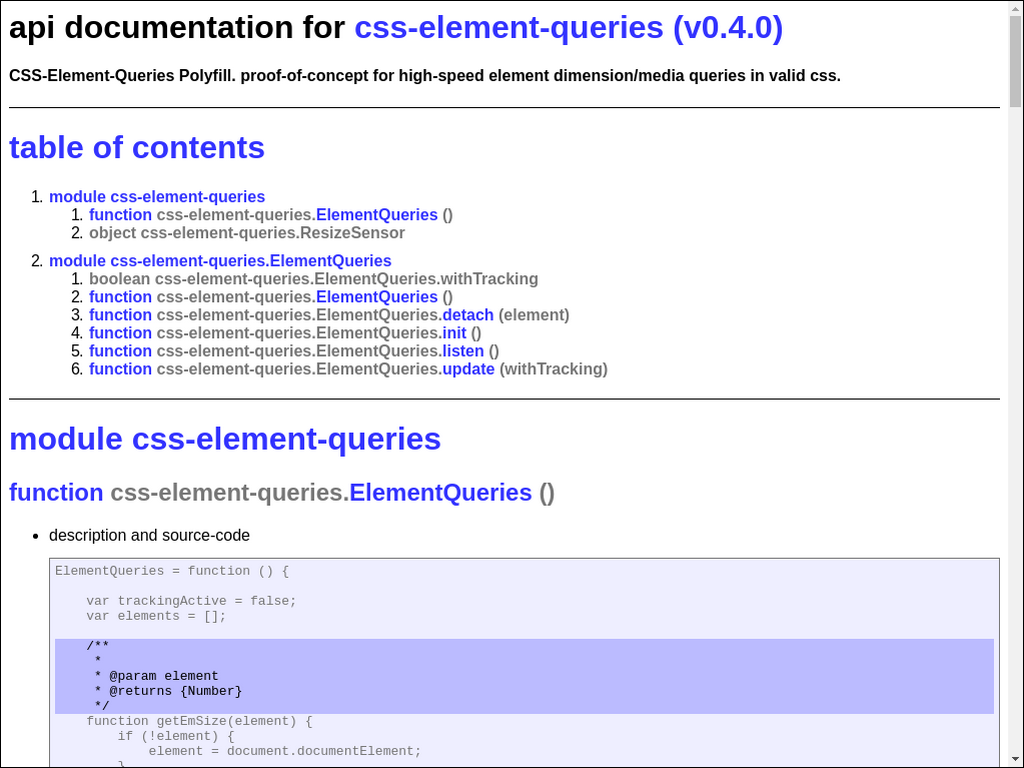 api documentation for css-element-queries (v0.4.0)
CSS-Element-Queries Polyfill. proof-of-concept for high-speed element dimension/media queries in valid css.
table of contents
1. module css-element-queries
1. function css-element-queries.ElementQueries ()
2. object css-element-queries.ResizeSensor
2. module css-element-queries.ElementQueries
1. boolean css-element-queries.ElementQueries.withTracking
2. function css-element-queries.ElementQueries ()
3. function css-element-queries.ElementQueries.detach (element)
4. function css-element-queries.ElementQueries.init ()
5. function css-element-queries.ElementQueries.listen ()
6. function css-element-queries.ElementQueries.update (withTracking)
module css-element-queries
function css-element-queries.ElementQueries ()
• description and source-code
ElementQueries = function () {
    var trackingActive = false;
    var elements = [];
    /**
     *
     * @param element
     * @returns {Number}
     */
    function getEmSize(element) {
        if (!element) {
            element = document.documentElement;
        }